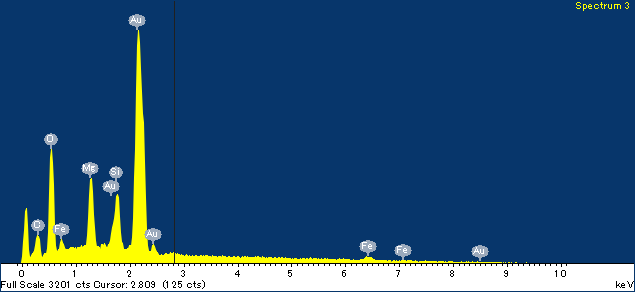 Spectrum 3
Au
O
Mg
Si
Au
O
Fe
Au
Fe
Fe
Au
0 1 2 3 4 5 6 7 8 9 10
Full Scale 3201 cts Cursor: 2.809 (125 cts) keV